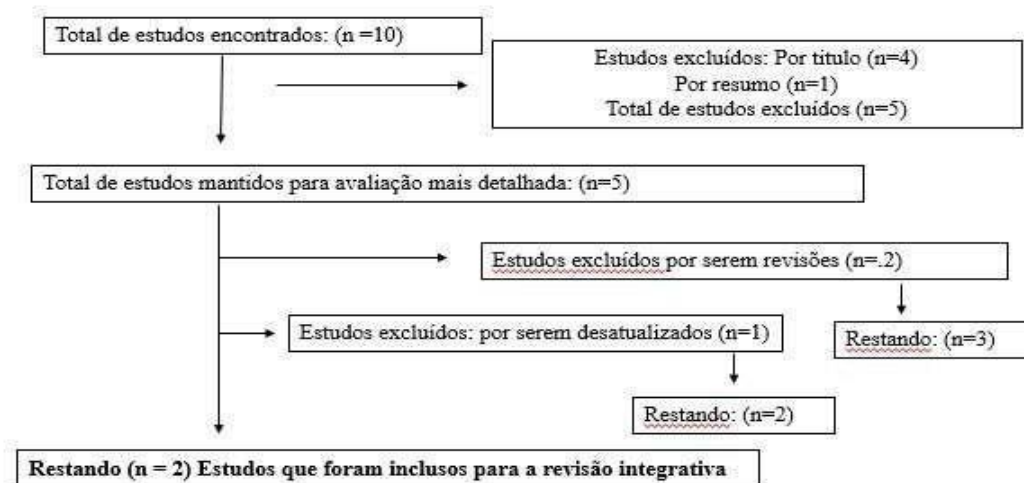 Total de estudos encontrados: (n =10)
Estudos excluídos: Por titulo (n=4)
Por resumo (n=1)
Total de estudos excluídos (n=5)
Total de estudos mantidos para avaliação mais detalhada: (n=5)
Estudos excluídos por serem revisões (n=.2)
Estudos excluídos: por serem desatualizados (n=1)
Restando: (n=3)
Restando: (n=2)
Restando (n = 2) Estudos que foram inclusos para a revisão integrativa